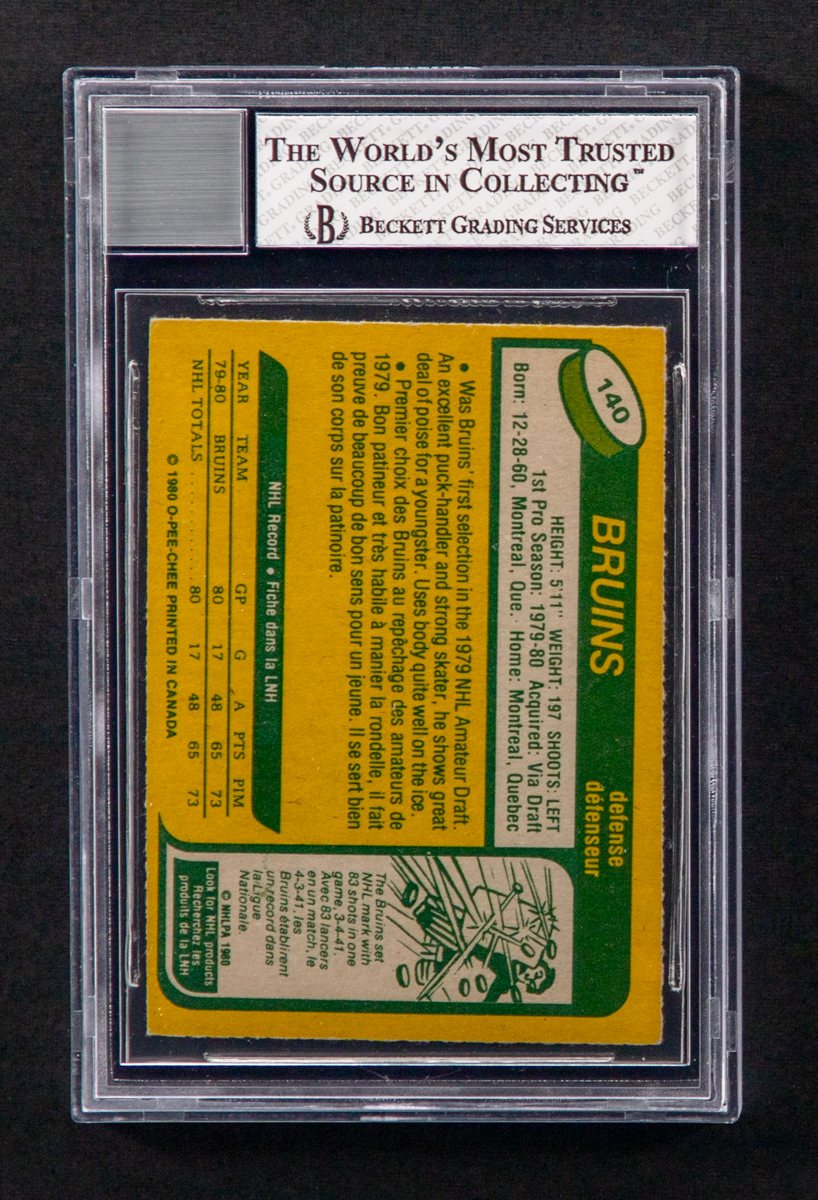 THE WORLD'S MOST TRUSTED
SOURCE IN COLLECTING™
B BECKETT GRADING SERVICES
140
BRUINS
defense
défenseur
HEIGHT: 5'11" WEIGHT: 197 SHOOTS: LEFT
1st Pro Season: 1979-80 Acquired: Via Draft
Born: 12-28-60, Montreal, Que. Home: Montreal, Quebec
• Was Bruins' first selection in the 1979 NHL Amateur Draft.
An excellent puck-handler and strong skater, he shows great
deal of poise for a youngster. Uses body quite well on the ice.
• Premier choix des Bruins au repêchage des amateurs de
1979. Bon patineur et très habile à manier la rondelle, il fait
preuve de beaucoup de bon sens pour un jeune. Il se sert bien
de son corps sur la patinoire.
NHL Record • Fiche dans la LNH
YEAR TEAM GP G A PTS PIM
79-80 BRUINS 80 17 48 65 73
NHL TOTALS . . . . . . . . . . 80 17 48 65 73
© 1980 O-PEE-CHEE PRINTED IN CANADA
The Bruins set
NHL mark with
83 shots in one
game, 3-4-41.
Avec 83 lancers
en un match, le
4-3-41, les
Bruins établirent
un record dans
la Ligue
Nationale.
© NHLPA 1980
Look for NHL products
Recherchez les
produits de la LNH